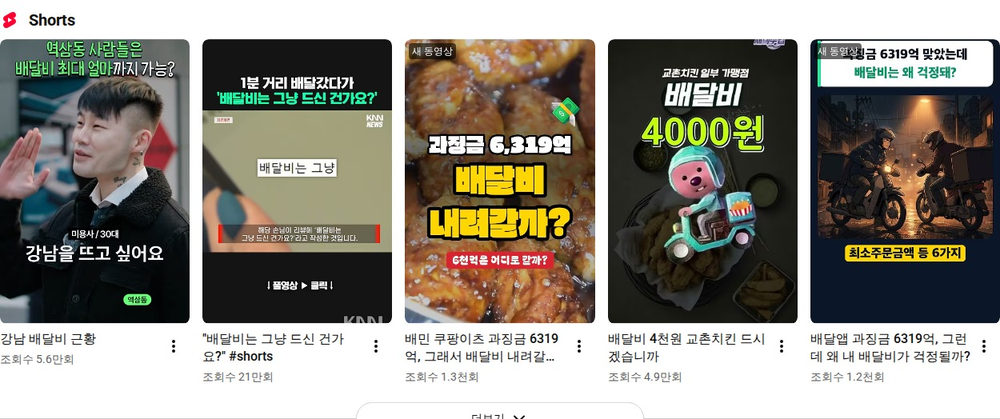 Shorts
역삼동 사람들은
배달비 최대 얼마까지 가능?
미용사 / 30대
강남을 뜨고 싶어요
역삼동
강남 배달비 근황
조회수 5.6만회
1분 거리 배달갔다가
'배달비는 그냥 드신 건가요?'
KNN
NEWS
배달비는 그냥
해당 손님이 리뷰에 '배달비는
그냥 드신 건가요?'라고 작성한 것입니다.
↓풀영상 ▶ 클릭↓
KNN
"배달비는 그냥 드신 건가
요?" #shorts
조회수 21만회
새 동영상
과징금 6,319억
배달비
내려갈까?
6천억은 어디로 갈까?
배민 쿠팡이츠 과징금 6319
억, 그래서 배달비 내려갈...
조회수 1.3천회
교촌치킨 일부 가맹점
배달비
4000원
배달비 4천원 교촌치킨 드시
겠습니까
조회수 4.9만회
새 동영상
징금 6319억 맞았는데
배달비는 왜 걱정돼?
최소주문금액 등 6가지
배달앱 과징금 6319억, 그런
데 왜 내 배달비가 걱정될까?
조회수 1.2천회
더보기